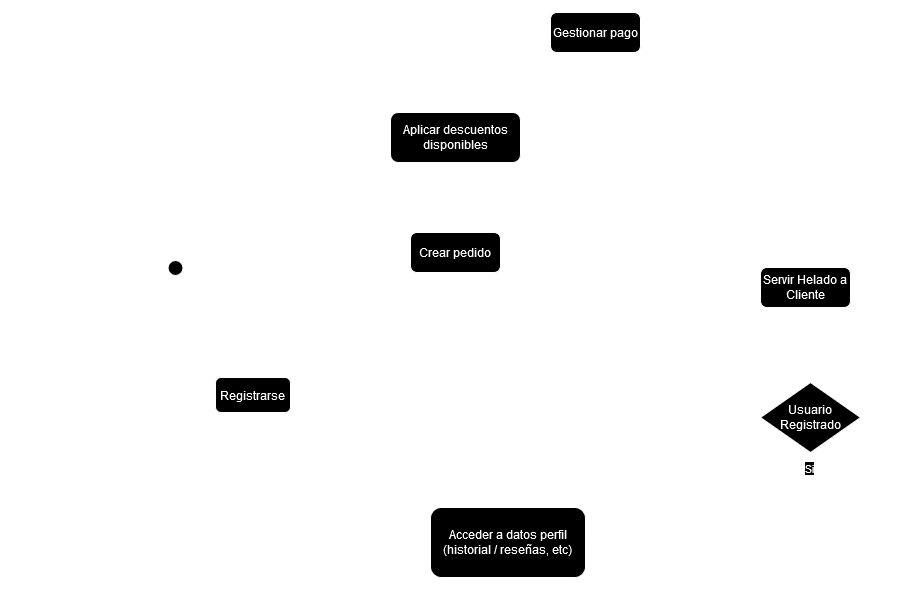 Gestionar pago
Aplicar descuentos
disponibles
Crear pedido
Servir Helado a
Cliente
Registrarse
Usuario
Registrado
Si
Acceder a datos perfil
(historial / reseñas, etc)